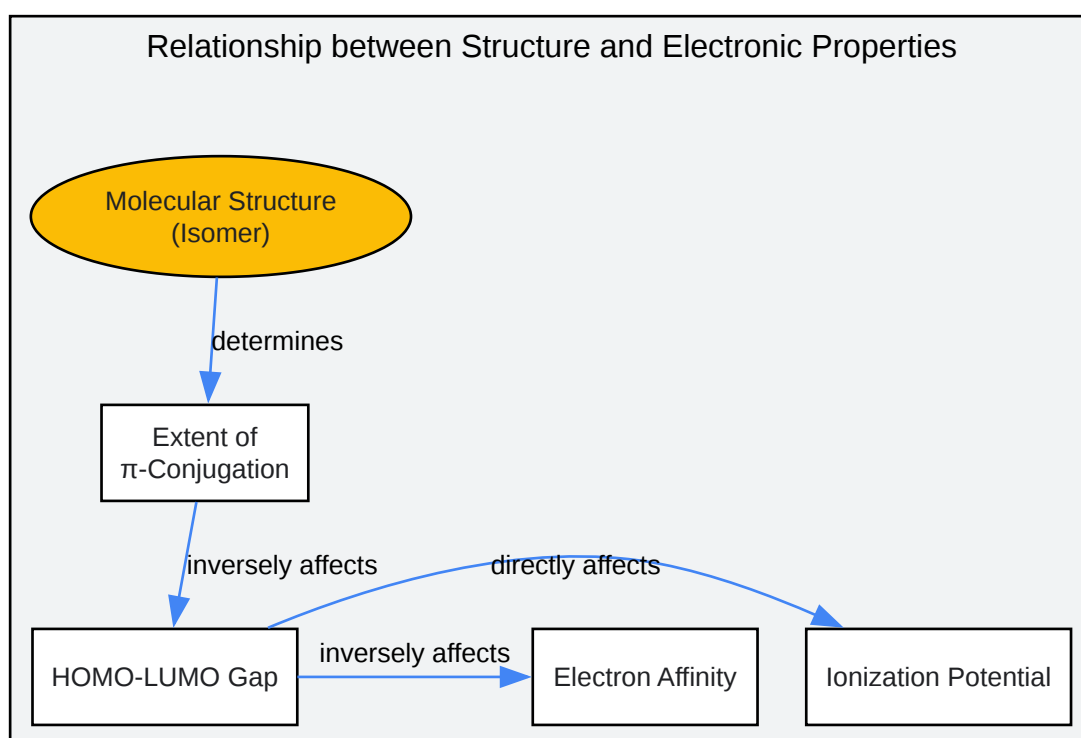 Relationship between Structure and Electronic Properties
Molecular Structure
(Isomer)
determines
Extent of
π-Conjugation
inversely affects
directly affects
inversely affects
HOMO-LUMO Gap
Electron Affinity
Ionization Potential